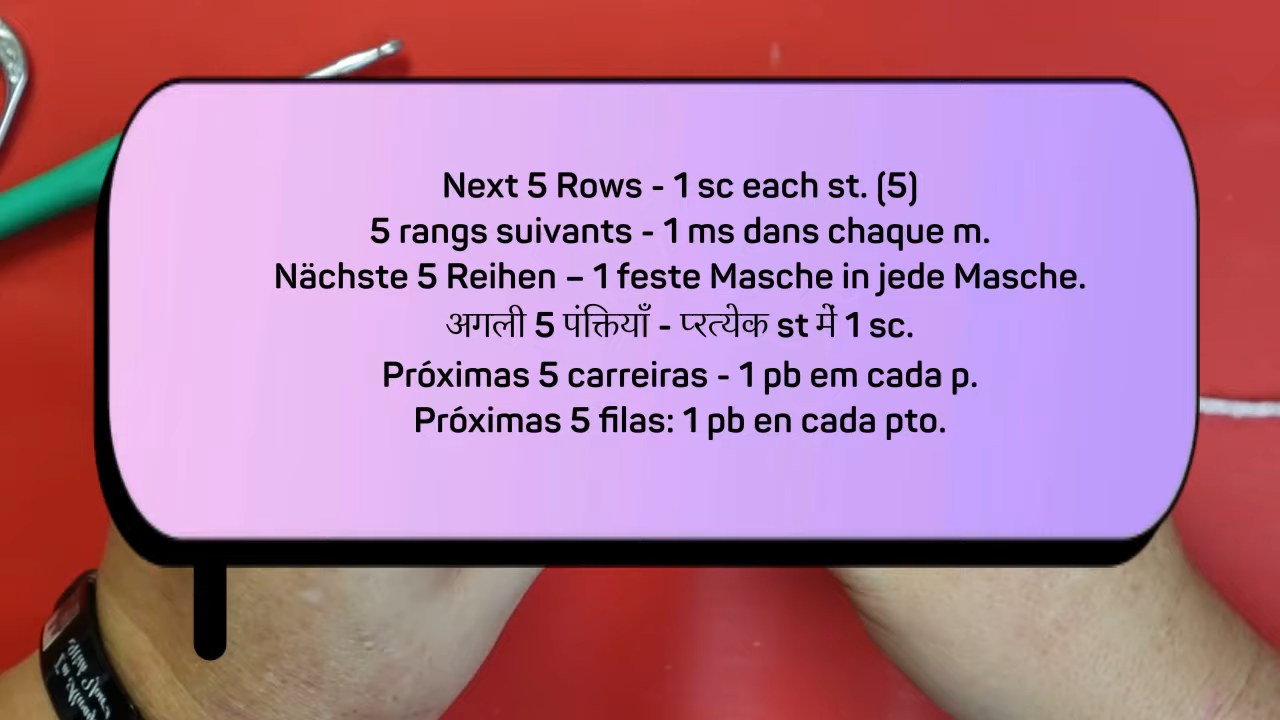 Next 5 Rows - 1 sc each st. (5)
5 rangs suivants - 1 ms dans chaque m.
Nächste 5 Reihen – 1 feste Masche in jede Masche.
अगली 5 पंक्तियाँ - प्रत्येक st में 1 sc.
Próximas 5 carreiras - 1 pb em cada p.
Próximas 5 filas: 1 pb en cada pto.